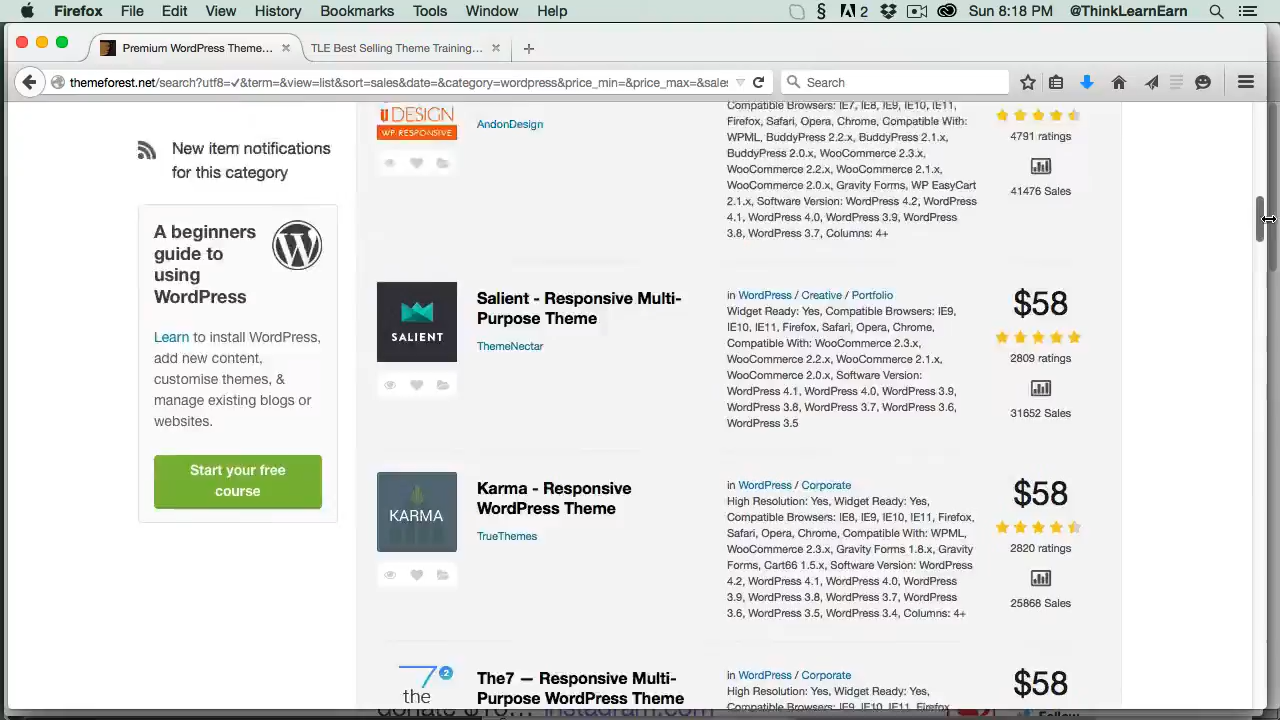 Firefox File Edit View History Bookmarks Tools Window Help 2 Sun 8:18 PM @ThinkLearnEarn
Premium WordPress Theme... TLE Best Selling Theme Training...
themeforest.net/search?utf8=✓&term=&view=list&sort=sales&date=&category=wordpress&price_min=&price_max=&sales Search
New item notifications
for this category
A beginners
guide to
using
WordPress
Learn to install WordPress,
add new content,
customise themes, &
manage existing blogs or
websites.
Start your free
course
UDESIGN
WP-RESPONSIVE
AndonDesign
Compatible Browsers: IE7, IE8, IE9, IE10, IE11,
Firefox, Safari, Opera, Chrome, Compatible With:
WPML, BuddyPress 2.2.x, BuddyPress 2.1.x,
BuddyPress 2.0.x, WooCommerce 2.3.x,
WooCommerce 2.2.x, WooCommerce 2.1.x,
WooCommerce 2.0.x, Gravity Forms, WP EasyCart
2.1.x, Software Version: WordPress 4.2, WordPress
4.1, WordPress 4.0, WordPress 3.9, WordPress
3.8, WordPress 3.7, Columns: 4+
4791 ratings
41476 Sales
SALIENT
Salient - Responsive Multi-
Purpose Theme
ThemeNectar
in WordPress / Creative / Portfolio
Widget Ready: Yes, Compatible Browsers: IE9,
IE10, IE11, Firefox, Safari, Opera, Chrome,
Compatible With: WooCommerce 2.3.x,
WooCommerce 2.2.x, WooCommerce 2.1.x,
WooCommerce 2.0.x, Software Version:
WordPress 4.1, WordPress 4.0, WordPress 3.9,
WordPress 3.8, WordPress 3.7, WordPress 3.6,
WordPress 3.5
$58
2809 ratings
31652 Sales
KARMA
Karma - Responsive
WordPress Theme
TrueThemes
in WordPress / Corporate
High Resolution: Yes, Widget Ready: Yes,
Compatible Browsers: IE8, IE9, IE10, IE11, Firefox,
Safari, Opera, Chrome, Compatible With: WPML,
WooCommerce 2.3.x, Gravity Forms 1.8.x, Gravity
Forms, Cart66 1.5.x, Software Version: WordPress
4.2, WordPress 4.1, WordPress 4.0, WordPress
3.9, WordPress 3.8, WordPress 3.7, WordPress
3.6, WordPress 3.5, WordPress 3.4, Columns: 4+
$58
2820 ratings
25868 Sales
the 7 2
The7 — Responsive Multi-
Purpose WordPress Theme
in WordPress / Corporate
High Resolution: Yes, Widget Ready: Yes,
Compatible Browsers: IE9, IE10, IE11, Firefox
$58